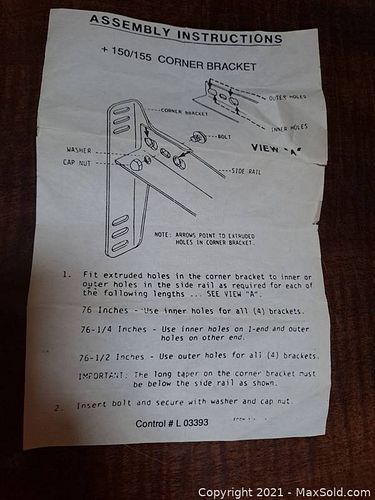 ASSEMBLY INSTRUCTIONS
+ 150/155 CORNER BRACKET
OUTER HOLES
CORNER BRACKET
INNER HOLES
BOLT
VIEW "A"
WASHER
CAP NUT
SIDE RAIL
NOTE: ARROWS POINT TO EXTRUDED
HOLES IN CORNER BRACKET.
1. Fit extruded holes in the corner bracket to inner or
outer holes in the side rail as required for each of
the following lengths ... SEE VIEW "A".
76 Inches - Use inner holes for all (4) brackets.
76-1/4 Inches - Use inner holes on 1-end and outer
holes on other end.
76-1/2 Inches - Use outer holes for all (4) brackets.
IMPORTANT: The long taper on the corner bracket must
be below the side rail as shown.
2. Insert bolt and secure with washer and cap nut.
Control # L 03393
Copyright © 2021 - MaxSold.com